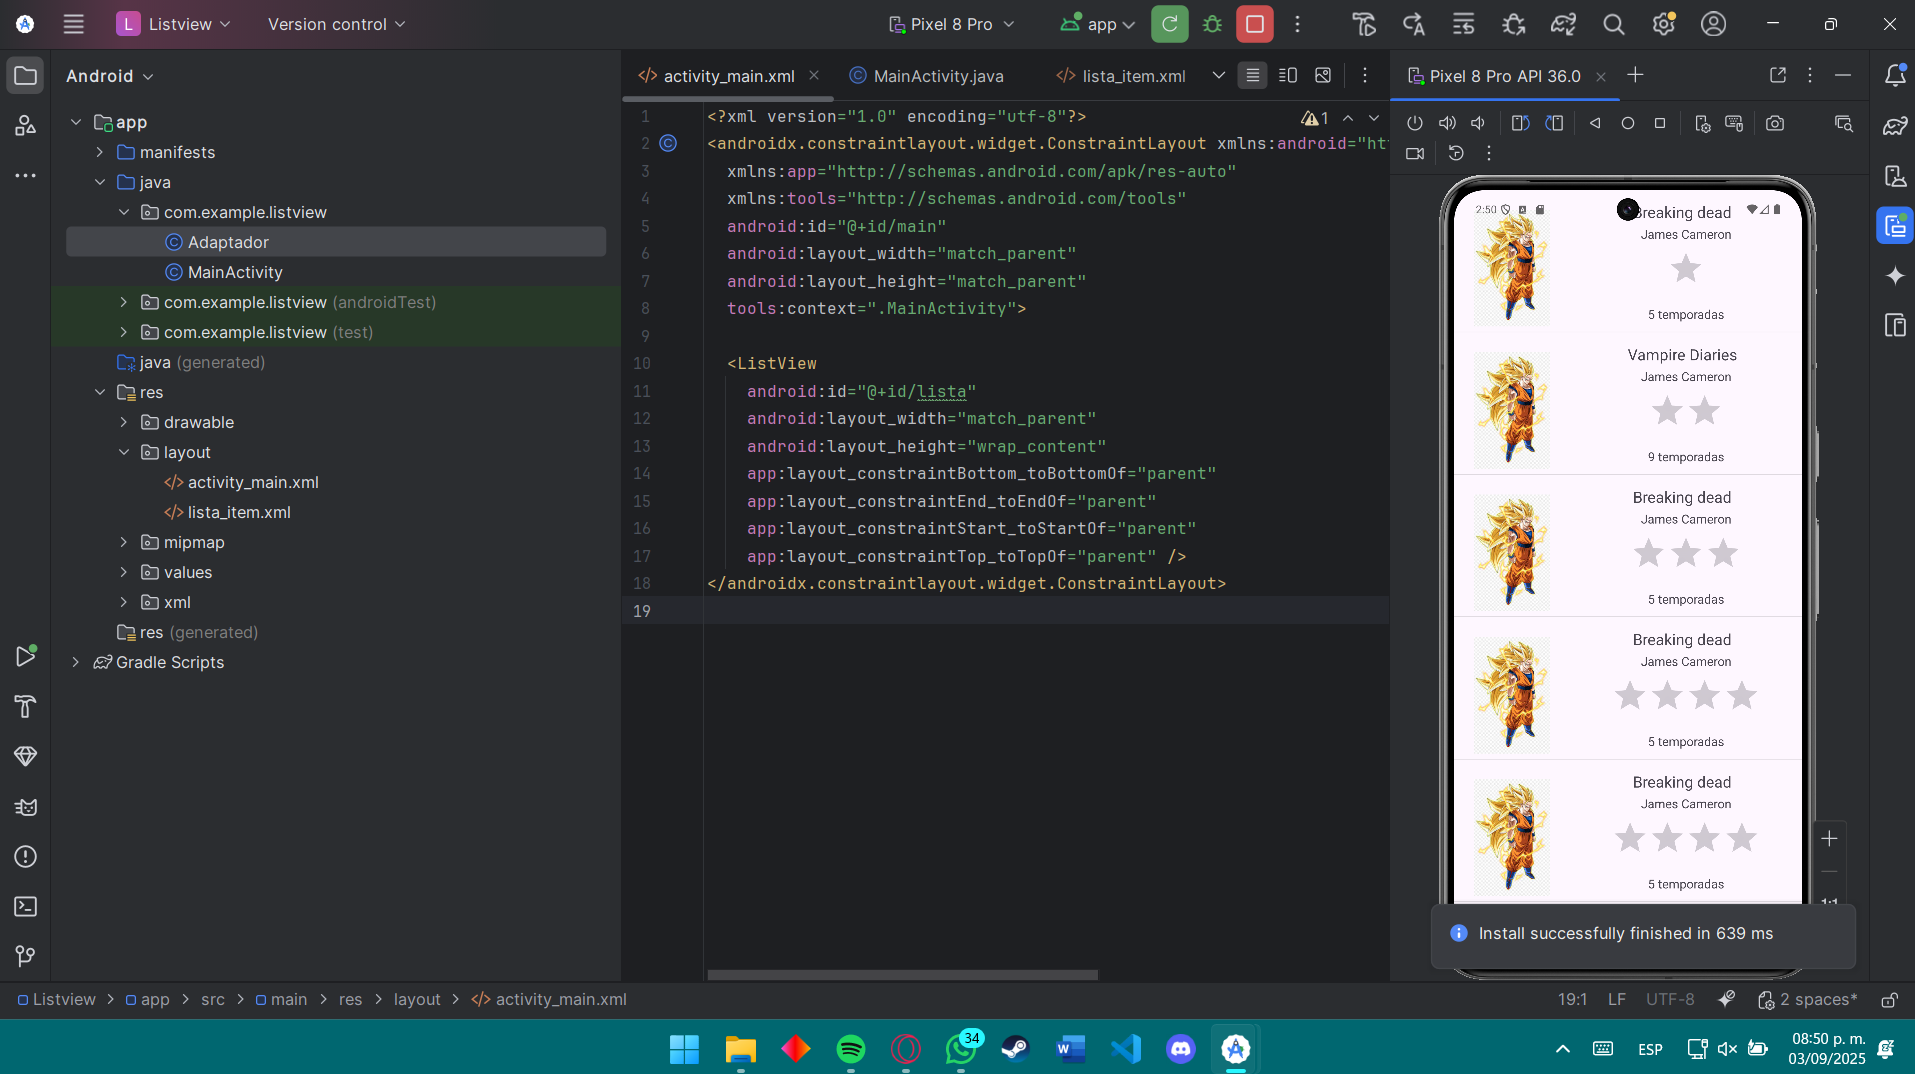 L Listview Version control Pixel 8 Pro app
Android
app
manifests
java
com.example.listview
Adaptador
MainActivity
com.example.listview (androidTest)
com.example.listview (test)
java (generated)
res
drawable
layout
activity_main.xml
lista_item.xml
mipmap
values
xml
res (generated)
Gradle Scripts
activity_main.xml MainActivity.java lista_item.xml
1 <?xml version="1.0" encoding="utf-8"?> 1
2 <androidx.constraintlayout.widget.ConstraintLayout xmlns:android="ht
3 xmlns:app="http://schemas.android.com/apk/res-auto"
4 xmlns:tools="http://schemas.android.com/tools"
5 android:id="@+id/main"
6 android:layout_width="match_parent"
7 android:layout_height="match_parent"
8 tools:context=".MainActivity">
9
10 <ListView
11 android:id="@+id/lista"
12 android:layout_width="match_parent"
13 android:layout_height="wrap_content"
14 app:layout_constraintBottom_toBottomOf="parent"
15 app:layout_constraintEnd_toEndOf="parent"
16 app:layout_constraintStart_toStartOf="parent"
17 app:layout_constraintTop_toTopOf="parent" />
18 </androidx.constraintlayout.widget.ConstraintLayout>
19
Pixel 8 Pro API 36.0
2:50
Breaking dead
James Cameron
5 temporadas
Vampire Diaries
James Cameron
9 temporadas
Breaking dead
James Cameron
5 temporadas
Breaking dead
James Cameron
5 temporadas
Breaking dead
James Cameron
5 temporadas
Install successfully finished in 639 ms
Listview app src main res layout activity_main.xml
19:1 LF UTF-8 2 spaces*
34
ESP
08:50 p. m.
03/09/2025